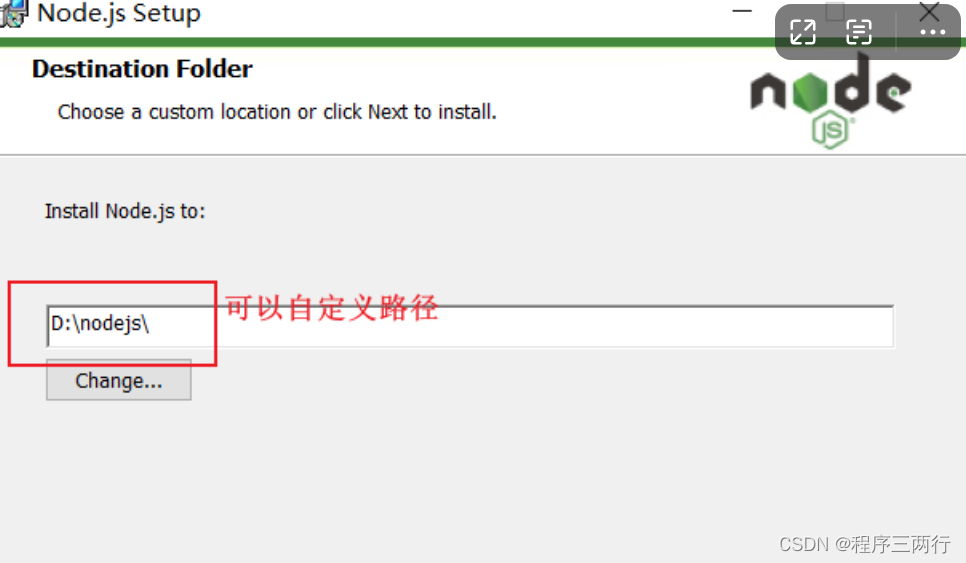 Node.js Setup
Destination Folder
Choose a custom location or click Next to install.
node
JS
Install Node.js to:
可以自定义路径
D:\nodejs\
Change...
CSDN @程序三两行